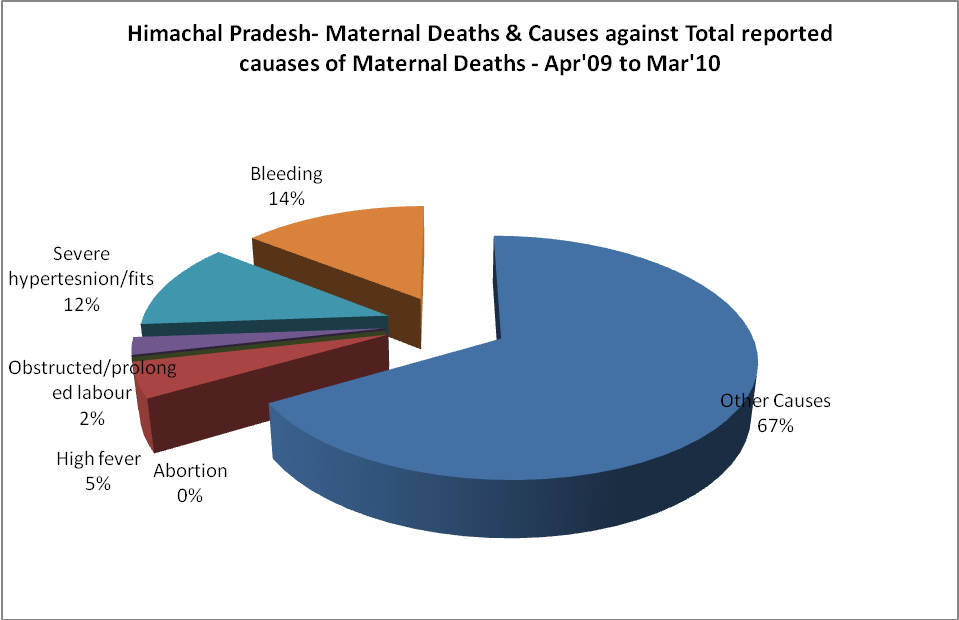 Himachal Pradesh- Maternal Deaths & Causes against Total reported
cauases of Maternal Deaths - Apr'09 to Mar'10
Bleeding
14%
Severe
hypertesnion/fits
12%
Obstructed/prolong
ed labour
2%
High fever
5%
Abortion
0%
Other Causes
67%